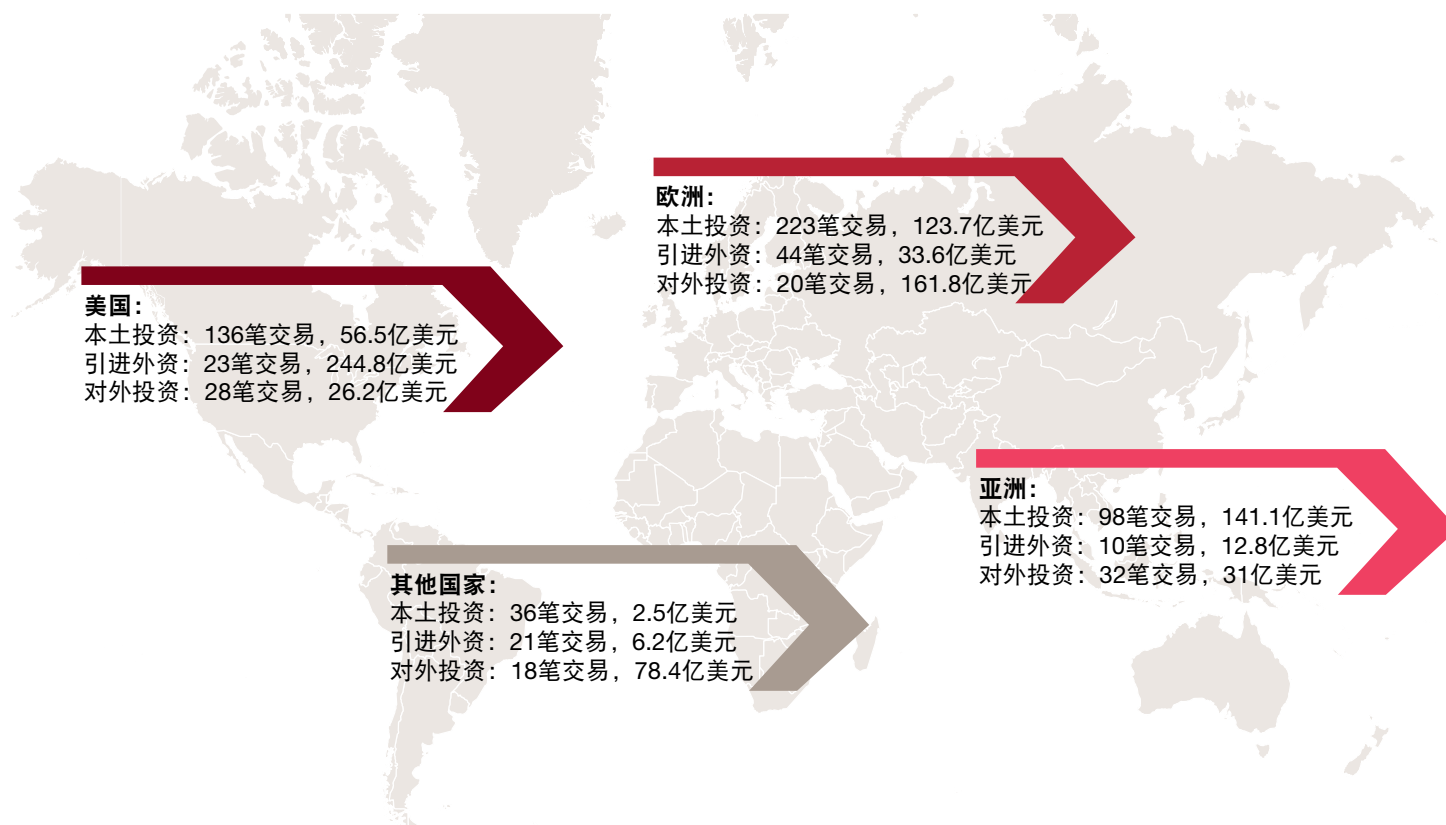 欧洲：
本土投资：223笔交易，123.7亿美元
引进外资：44笔交易，33.6亿美元
对外投资：20笔交易，161.8亿美元
美国：
本土投资：136笔交易，56.5亿美元
引进外资：23笔交易，244.8亿美元
对外投资：28笔交易，26.2亿美元
亚洲：
本土投资：98笔交易，141.1亿美元
引进外资：10笔交易，12.8亿美元
对外投资：32笔交易，31亿美元
其他国家：
本土投资：36笔交易，2.5亿美元
引进外资：21笔交易，6.2亿美元
对外投资：18笔交易，78.4亿美元